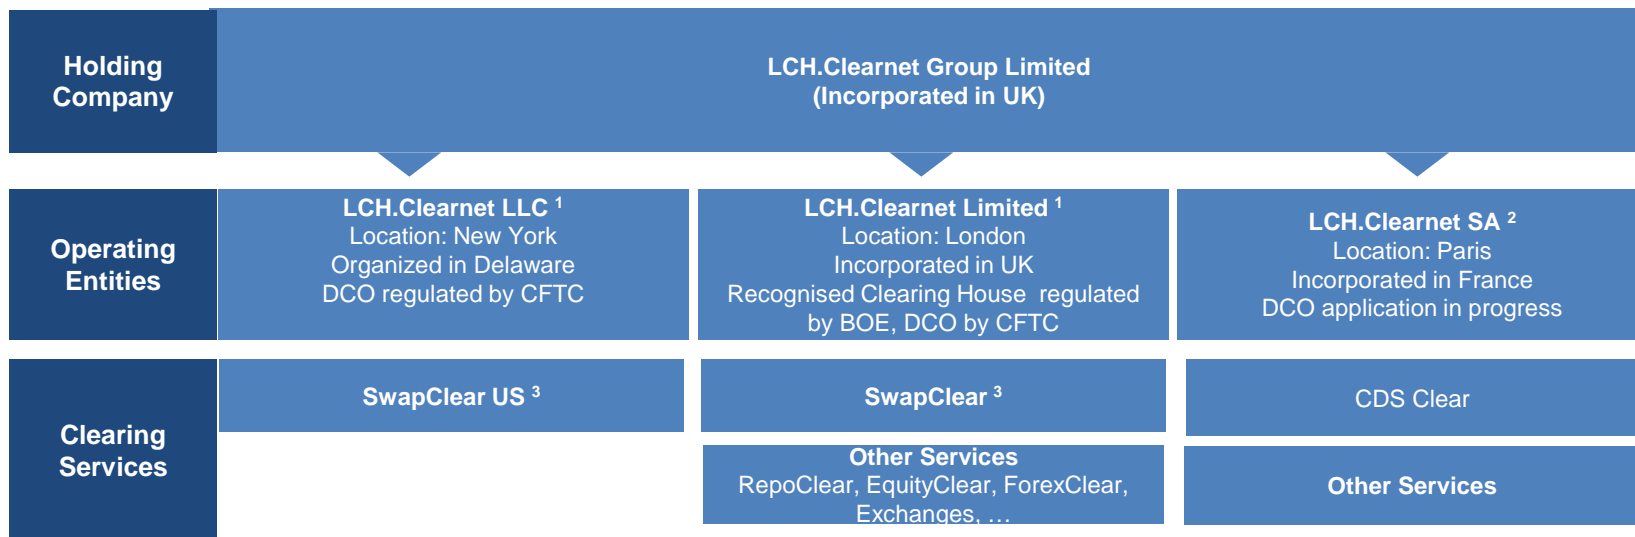 Holding
Company
LCH.Clearnet Group Limited
(Incorporated in UK)
Operating
Entities
LCH.Clearnet LLC ¹
Location: New York
Organized in Delaware
DCO regulated by CFTC
LCH.Clearnet Limited ¹
Location: London
Incorporated in UK
Recognised Clearing House regulated
by BOE, DCO by CFTC
LCH.Clearnet SA ²
Location: Paris
Incorporated in France
DCO application in progress
Clearing
Services
SwapClear US ³
SwapClear ³
Other Services
RepoClear, EquityClear, ForexClear,
Exchanges, …
CDS Clear
Other Services